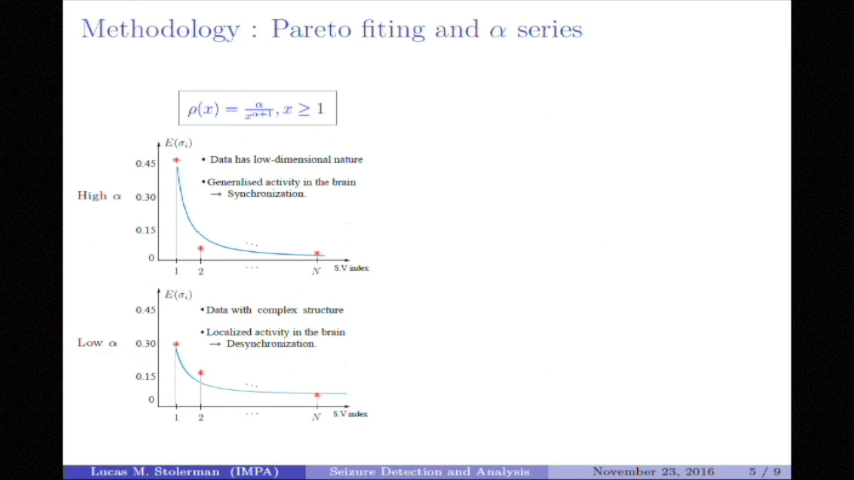 Methodology : Pareto fiting and α series
ρ(x) = α/x^{α+1}, x ≥ 1
E(σᵢ)
0.45
• Data has low-dimensional nature
• Generalised activity in the brain
High α
0.30
→ Synchronization.
0.15
0
1
2
...
...
N
S.V index
E(σᵢ)
0.45
• Data with complex structure
• Localized activity in the brain
Low α
0.30
→ Desynchronization.
0.15
0
1
2
...
...
N
S.V index
Lucas M. Stolerman (IMPA)
Seizure Detection and Analysis
November 23, 2016
5 / 9